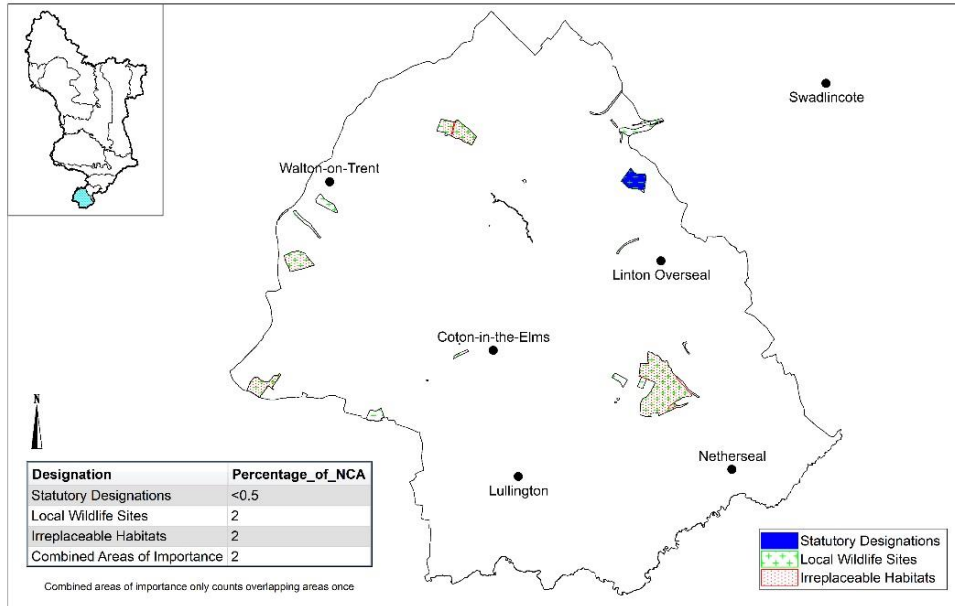 Swadlincote
Walton-on-Trent
Linton Overseal
Coton-in-the-Elms
Netherseal
Lullington
N
Designation Percentage_of_NCA
Statutory Designations <0.5
Local Wildlife Sites 2
Irreplaceable Habitats 2
Combined Areas of Importance 2
Combined areas of importance only counts overlapping areas once
Statutory Designations
Local Wildlife Sites
Irreplaceable Habitats